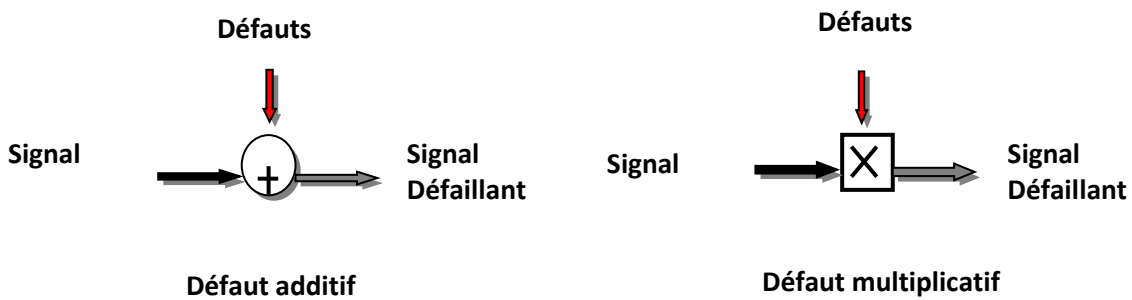 Défauts
Signal
+
Signal
Défaillant
Défaut additif
Défauts
Signal
X
Signal
Défaillant
Défaut multiplicatif